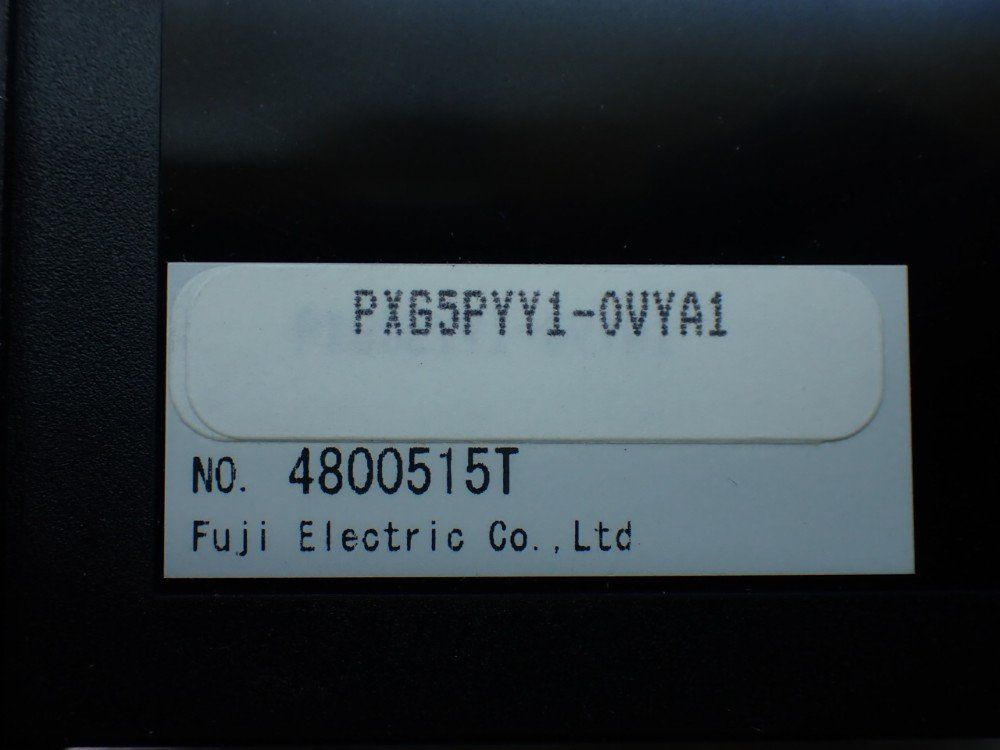 PXG5PYY1-0VYA1
NO. 4800515T
Fuji Electric Co.,Ltd